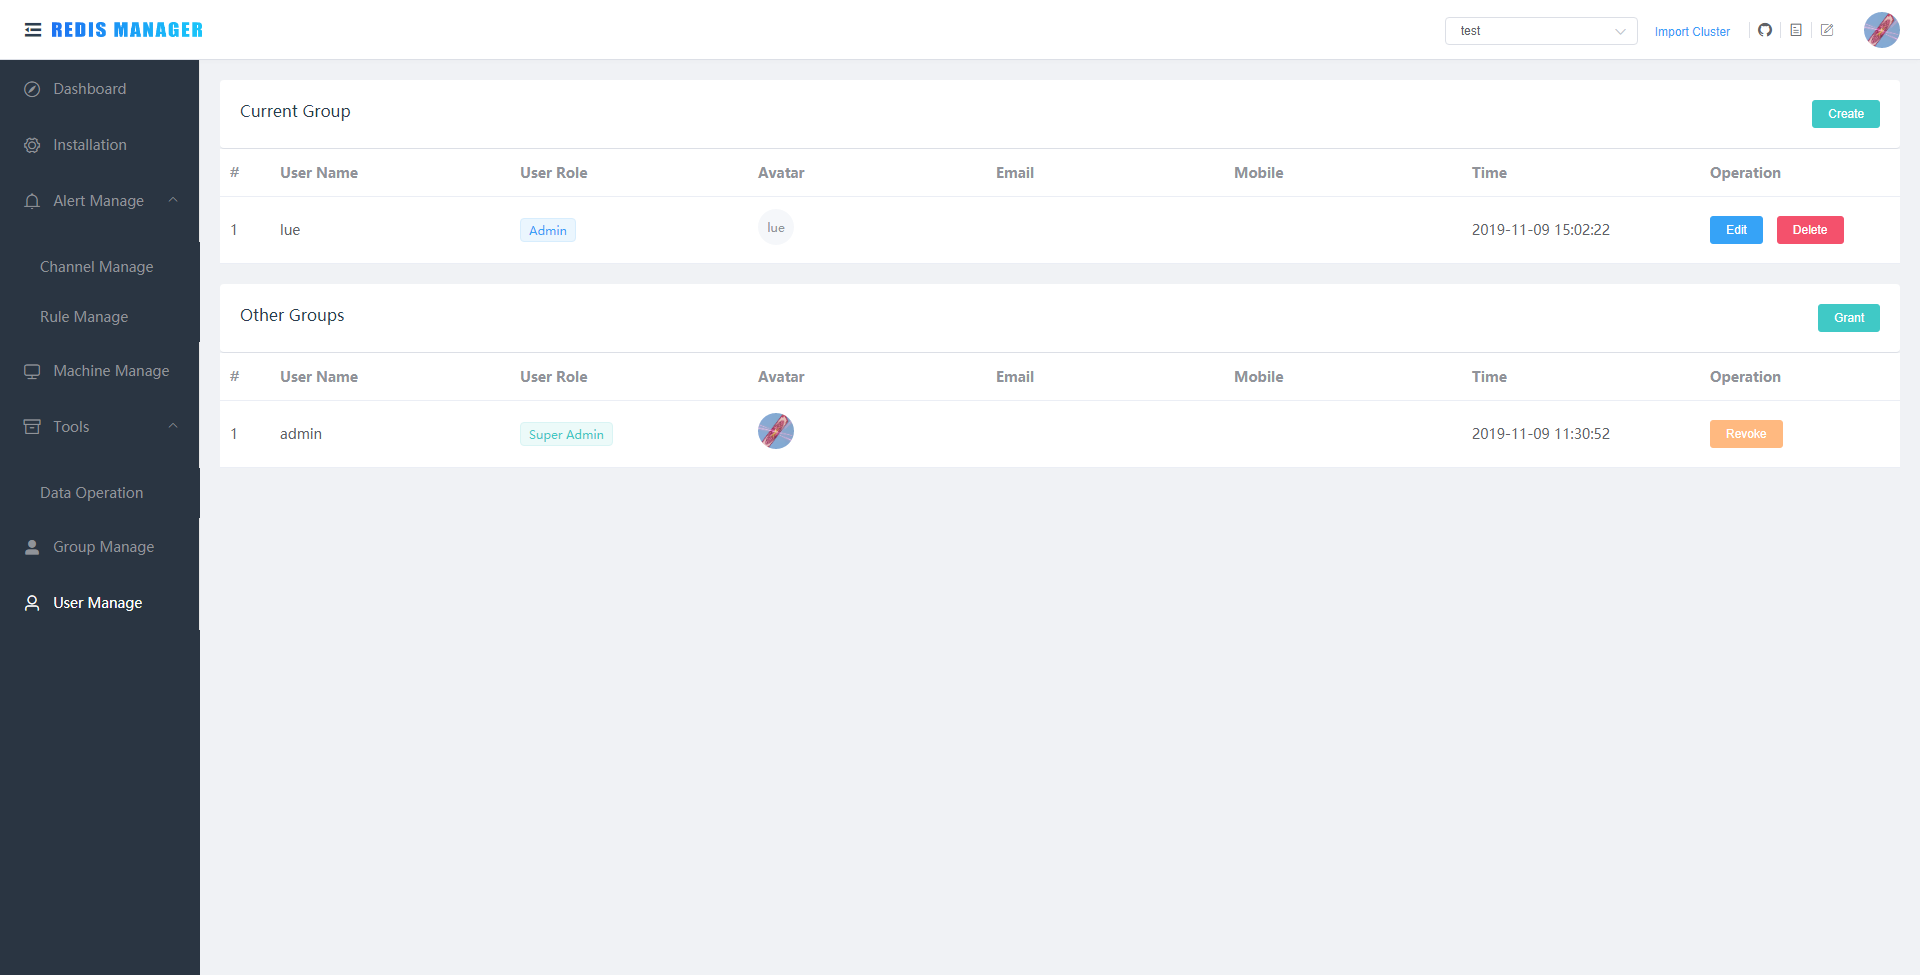 REDIS MANAGER
test
Import Cluster
Dashboard
Installation
Alert Manage
Channel Manage
Rule Manage
Machine Manage
Tools
Data Operation
Group Manage
User Manage
Current Group
Create
# User Name User Role Avatar Email Mobile Time Operation
1 lue Admin lue 2019-11-09 15:02:22 Edit Delete
Other Groups
Grant
# User Name User Role Avatar Email Mobile Time Operation
1 admin Super Admin 2019-11-09 11:30:52 Revoke